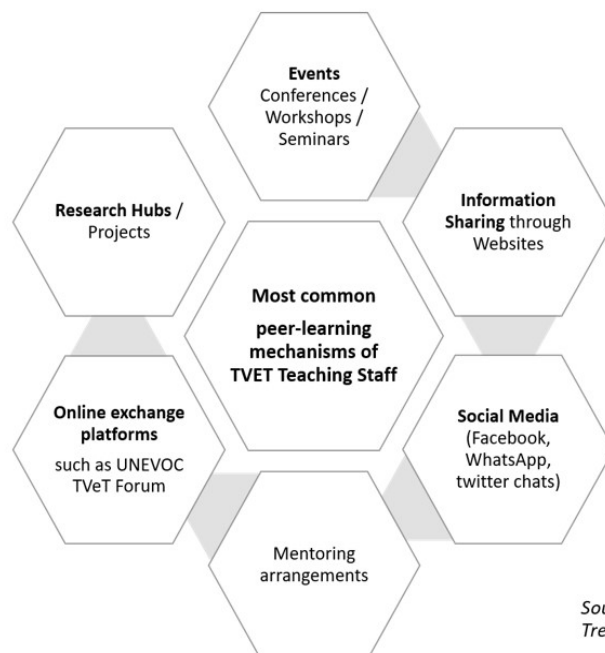 Events
Conferences /
Workshops /
Seminars
Information
Sharing through
Websites
Social Media
(Facebook,
WhatsApp,
twitter chats)
Mentoring
arrangements
Online exchange
platforms
such as UNEVOC
TVeT Forum
Research Hubs /
Projects
Most common
peer-learning
mechanisms of
TVET Teaching Staff